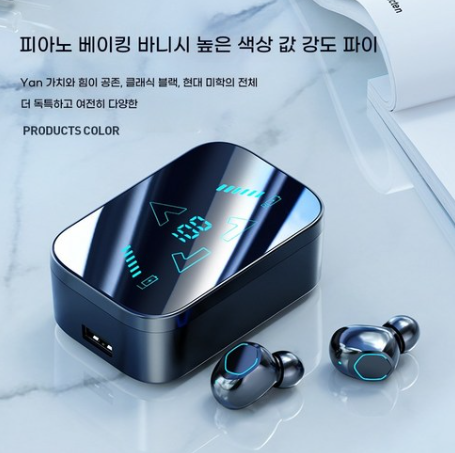 피아노 베이킹 바니시 높은 색상 값 강도 파이
Yan 가치와 힘이 공존, 클래식 블랙, 현대 미학의 전체
더 독특하고 여전히 다양한
PRODUCTS COLOR
100